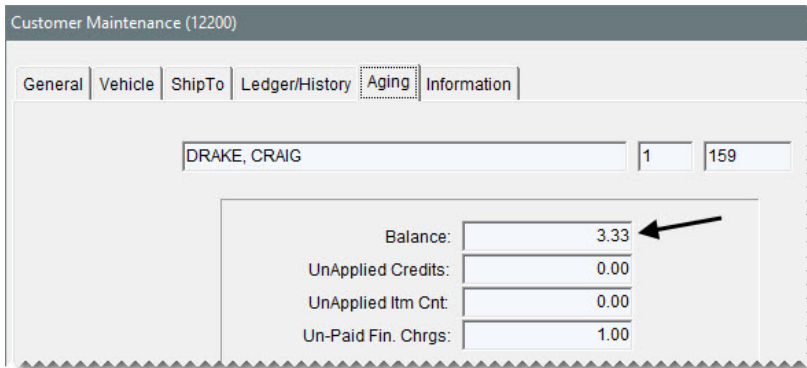 Customer Maintenance (12200)
General Vehicle ShipTo Ledger/History Aging Information
DRAKE, CRAIG 1 159
Balance: 3.33
UnApplied Credits: 0.00
UnApplied Itm Cnt: 0.00
Un-Paid Fin. Chrgs: 1.00